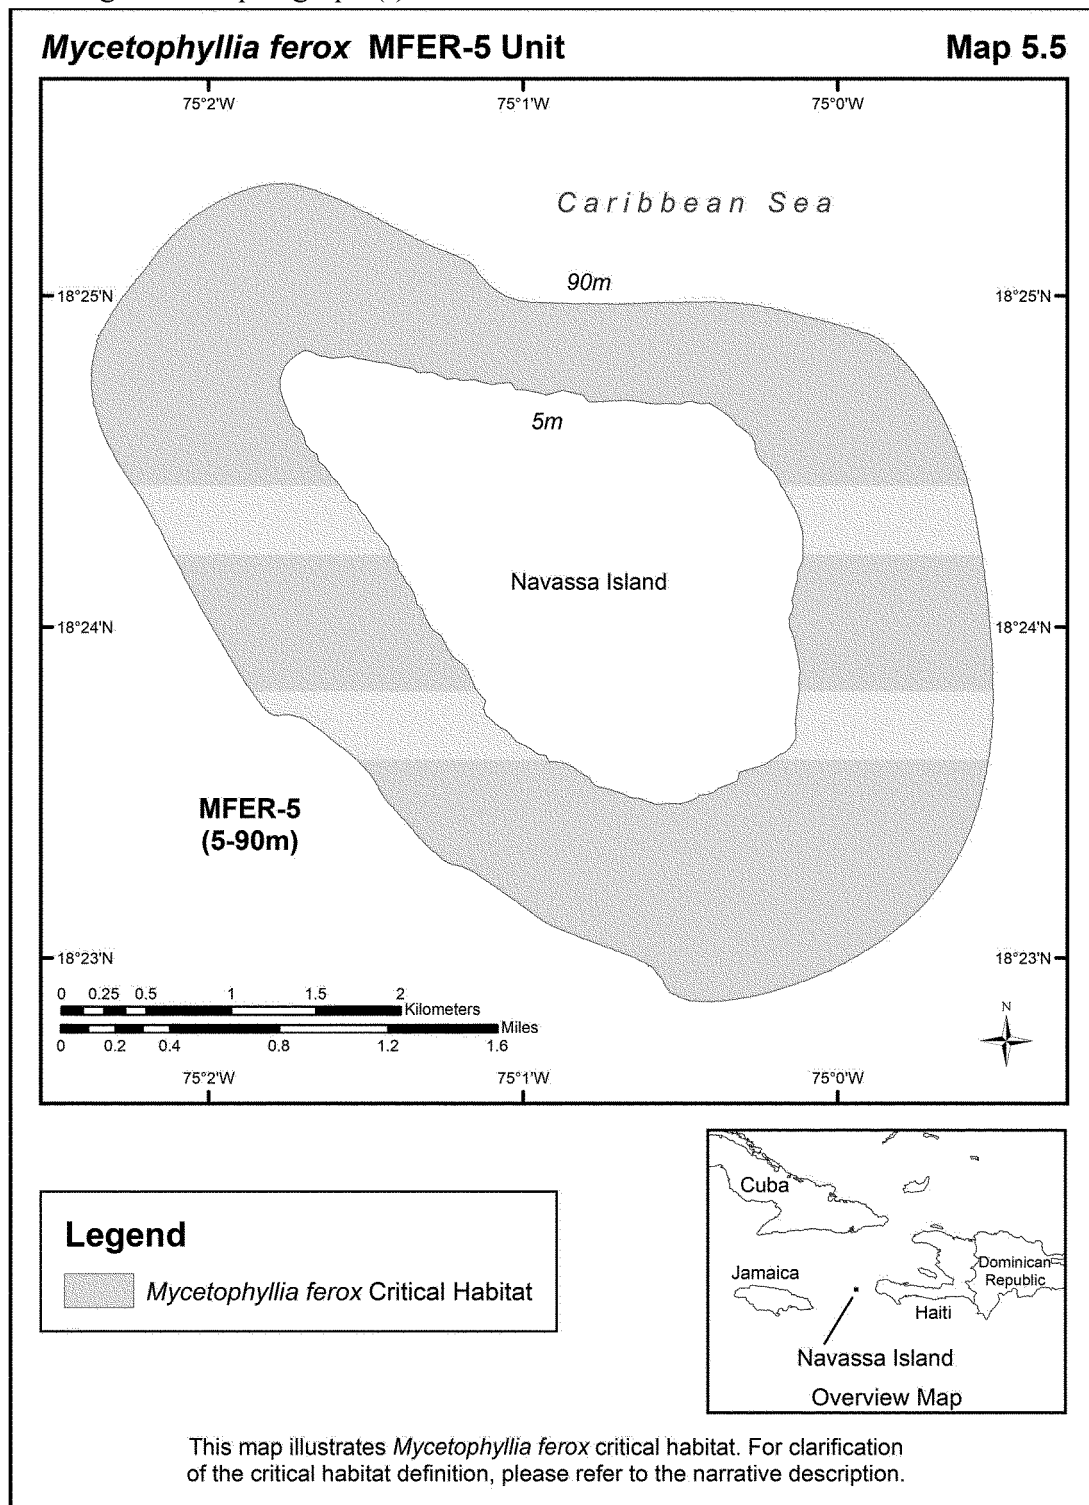 Mycetophyllia ferox MFER-5 Unit
Map 5.5
75°2'W
75°1'W
75°0'W
Caribbean Sea
90m
18°25'N
18°25'N
5m
Navassa Island
18°24'N
18°24'N
MFER-5
(5-90m)
18°23'N
18°23'N
0 0.25 0.5 1 1.5 2
Kilometers
Miles
0 0.2 0.4 0.8 1.2 1.6
N
75°2'W
75°1'W
75°0'W
Legend
Mycetophyllia ferox Critical Habitat
Cuba
Jamaica
Dominican
Republic
Haiti
Navassa Island
Overview Map
This map illustrates Mycetophyllia ferox critical habitat. For clarification
of the critical habitat definition, please refer to the narrative description.